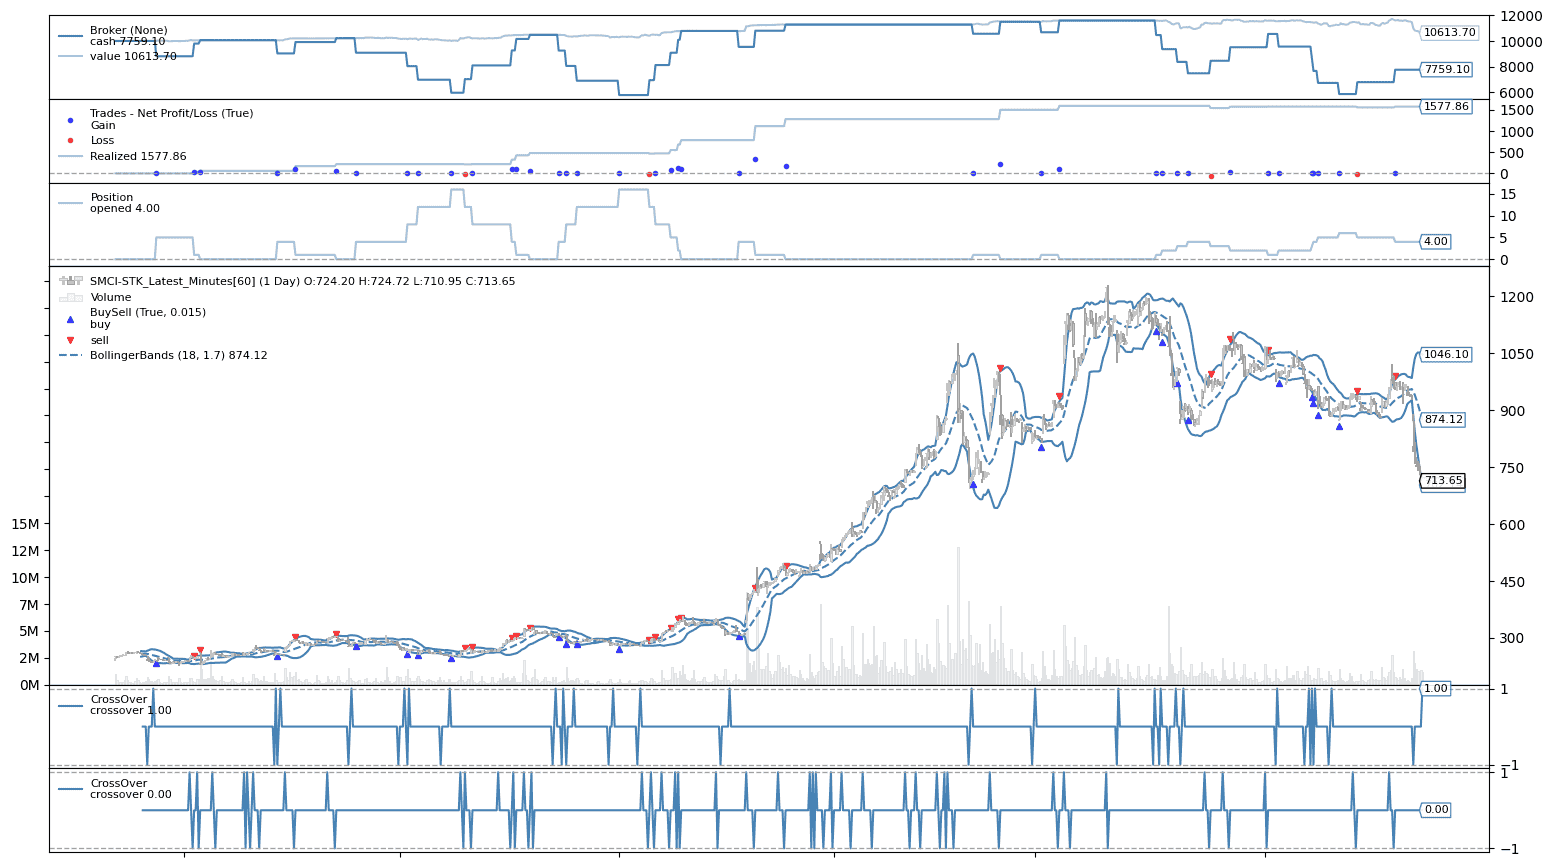 Broker (None)
cash 7759.10
value 10613.70
12000
10000
8000
6000
10613.70
7759.10
Trades - Net Profit/Loss (True)
Gain
Loss
Realized 1577.86
1577.86
1500
1000
500
0
Position
opened 4.00
15
10
5
0
4.00
SMCI-STK_Latest_Minutes[60] (1 Day) O:724.20 H:724.72 L:710.95 C:713.65
Volume
BuySell (True, 0.015)
buy
sell
BollingerBands (18, 1.7) 874.12
1200
1050
900
750
600
450
300
1046.10
874.12
713.65
15M
12M
10M
7M
5M
2M
0M
CrossOver
crossover 1.00
1
−1
1.00
CrossOver
crossover 0.00
1
−1
0.00